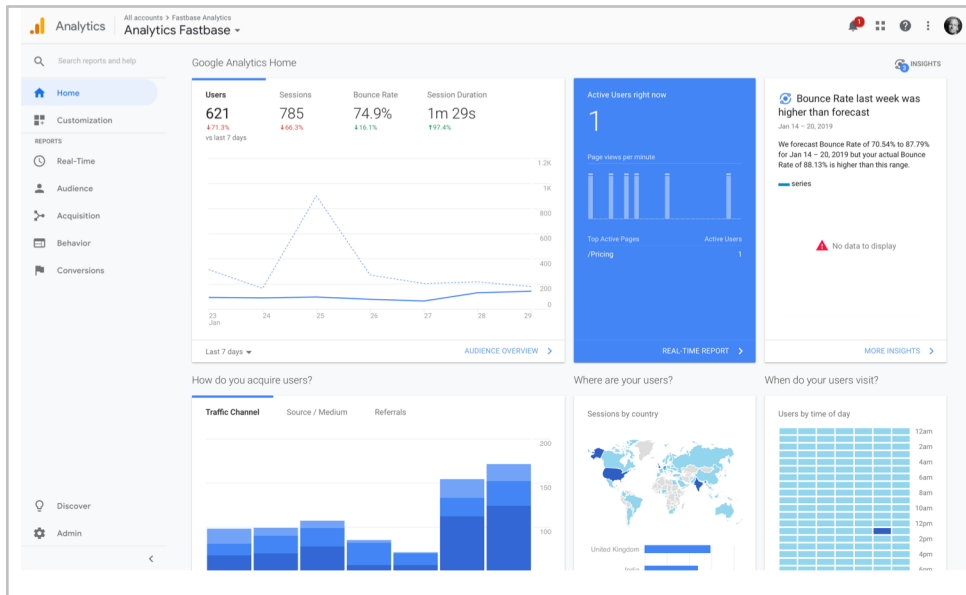 All accounts > Fastbase Analytics
Analytics
Analytics Fastbase
1
Search reports and help
Home
Customization
REPORTS
Real-Time
Audience
Acquisition
Behavior
Conversions
Discover
Admin
Google Analytics Home
3
INSIGHTS
Users
Sessions
Bounce Rate
Session Duration
621
785
74.9%
1m 29s
71.3%
66.3%
16.1%
97.4%
vs last 7 days
1.2K
1K
800
600
400
200
0
23
Jan
24
25
26
27
28
29
Last 7 days
AUDIENCE OVERVIEW
Active Users right now
1
Page views per minute
Top Active Pages
Active Users
/Pricing
1
REAL-TIME REPORT
Bounce Rate last week was
higher than forecast
Jan 14 – 20, 2019
We forecast Bounce Rate of 70.54% to 87.79%
for Jan 14 – 20, 2019 but your actual Bounce
Rate of 88.13% is higher than this range.
series
No data to display
MORE INSIGHTS
How do you acquire users?
Traffic Channel
Source / Medium
Referrals
200
150
100
Where are your users?
Sessions by country
United Kingdom
India
When do your users visit?
Users by time of day
12am
2am
4am
6am
8am
10am
12pm
2pm
4pm
6pm